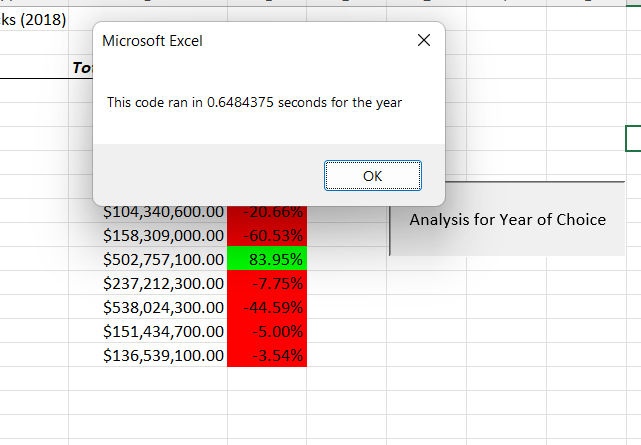 ks (2018)
Microsoft Excel
To
This code ran in 0.6484375 seconds for the year
OK
$104,340,600.00 -20.66%
Analysis for Year of Choice
$158,309,000.00 -60.53%
$502,757,100.00 83.95%
$237,212,300.00 -7.75%
$538,024,300.00 -44.59%
$151,434,700.00 -5.00%
$136,539,100.00 -3.54%